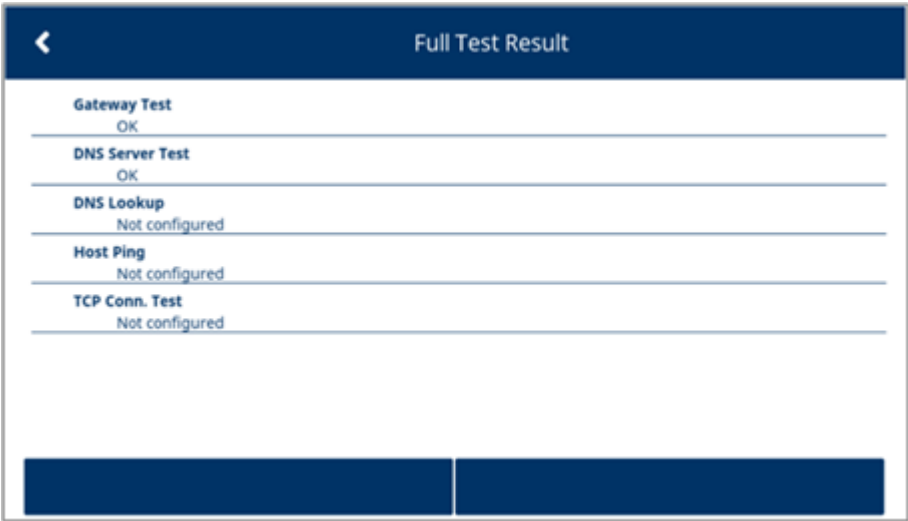 Full Test Result
Gateway Test
OK
DNS Server Test
OK
DNS Lookup
Not configured
Host Ping
Not configured
TCP Conn. Test
Not configured